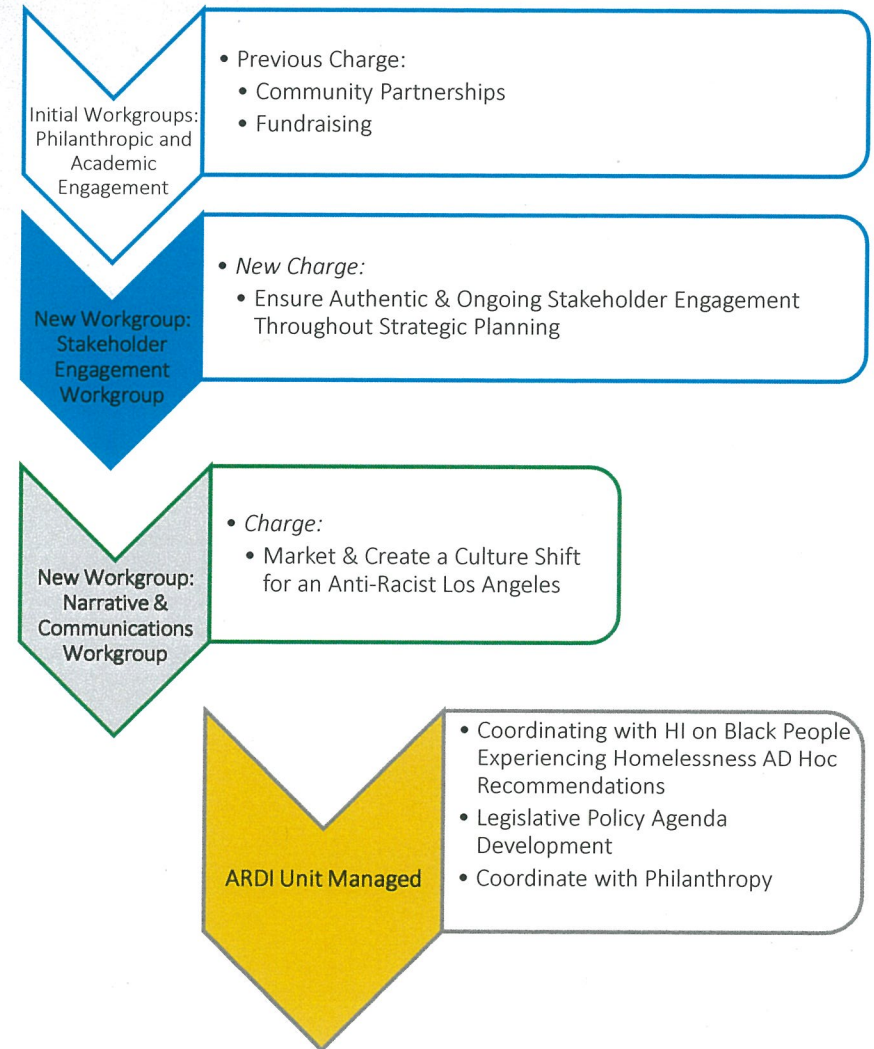 Initial Workgroups:
Philanthropic and
Academic
Engagement
• Previous Charge:
• Community Partnerships
• Fundraising
New Workgroup:
Stakeholder
Engagement
Workgroup
• New Charge:
• Ensure Authentic & Ongoing Stakeholder Engagement
Throughout Strategic Planning
New Workgroup:
Narrative &
Communications
Workgroup
• Charge:
• Market & Create a Culture Shift
for an Anti-Racist Los Angeles
ARDI Unit Managed
• Coordinating with HI on Black People
Experiencing Homelessness AD Hoc
Recommendations
• Legislative Policy Agenda
Development
• Coordinate with Philanthropy